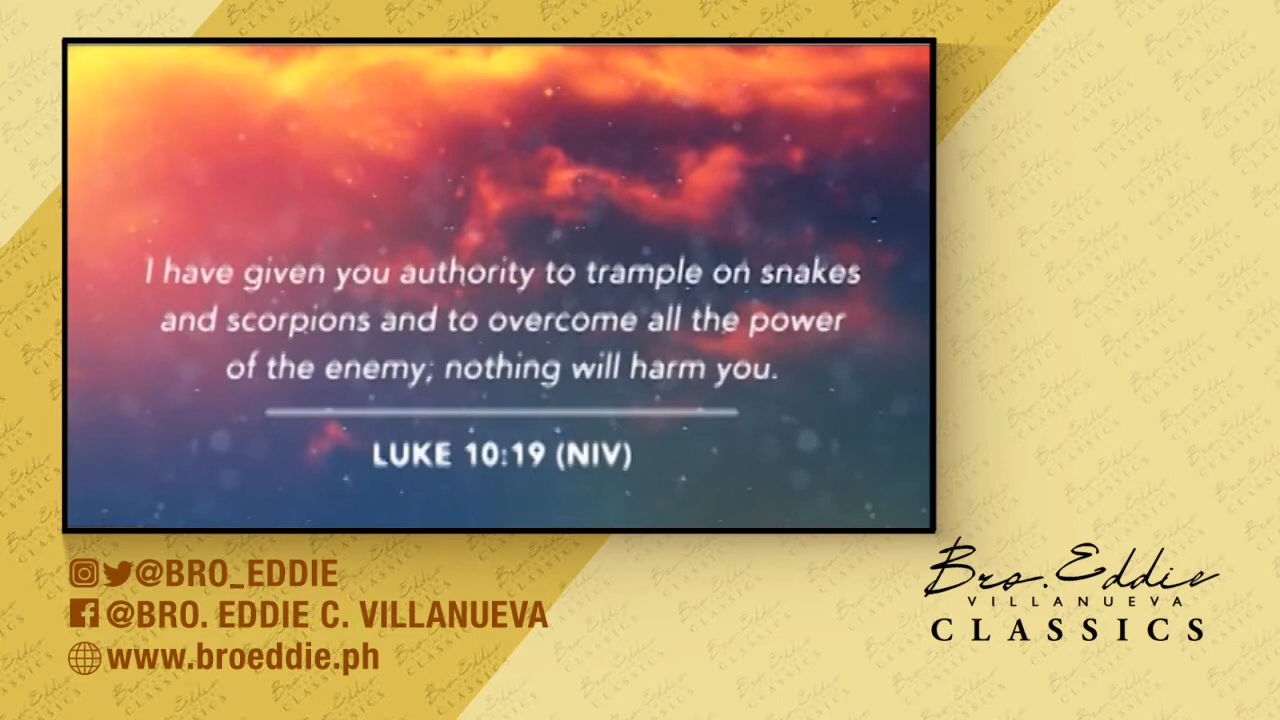 I have given you authority to trample on snakes
and scorpions and to overcome all the power
of the enemy; nothing will harm you.
LUKE 10:19 (NIV)
@BRO_EDDIE
@BRO. EDDIE C. VILLANUEVA
www.broeddie.ph
Bro. Eddie
VILLANUEVA
CLASSICS